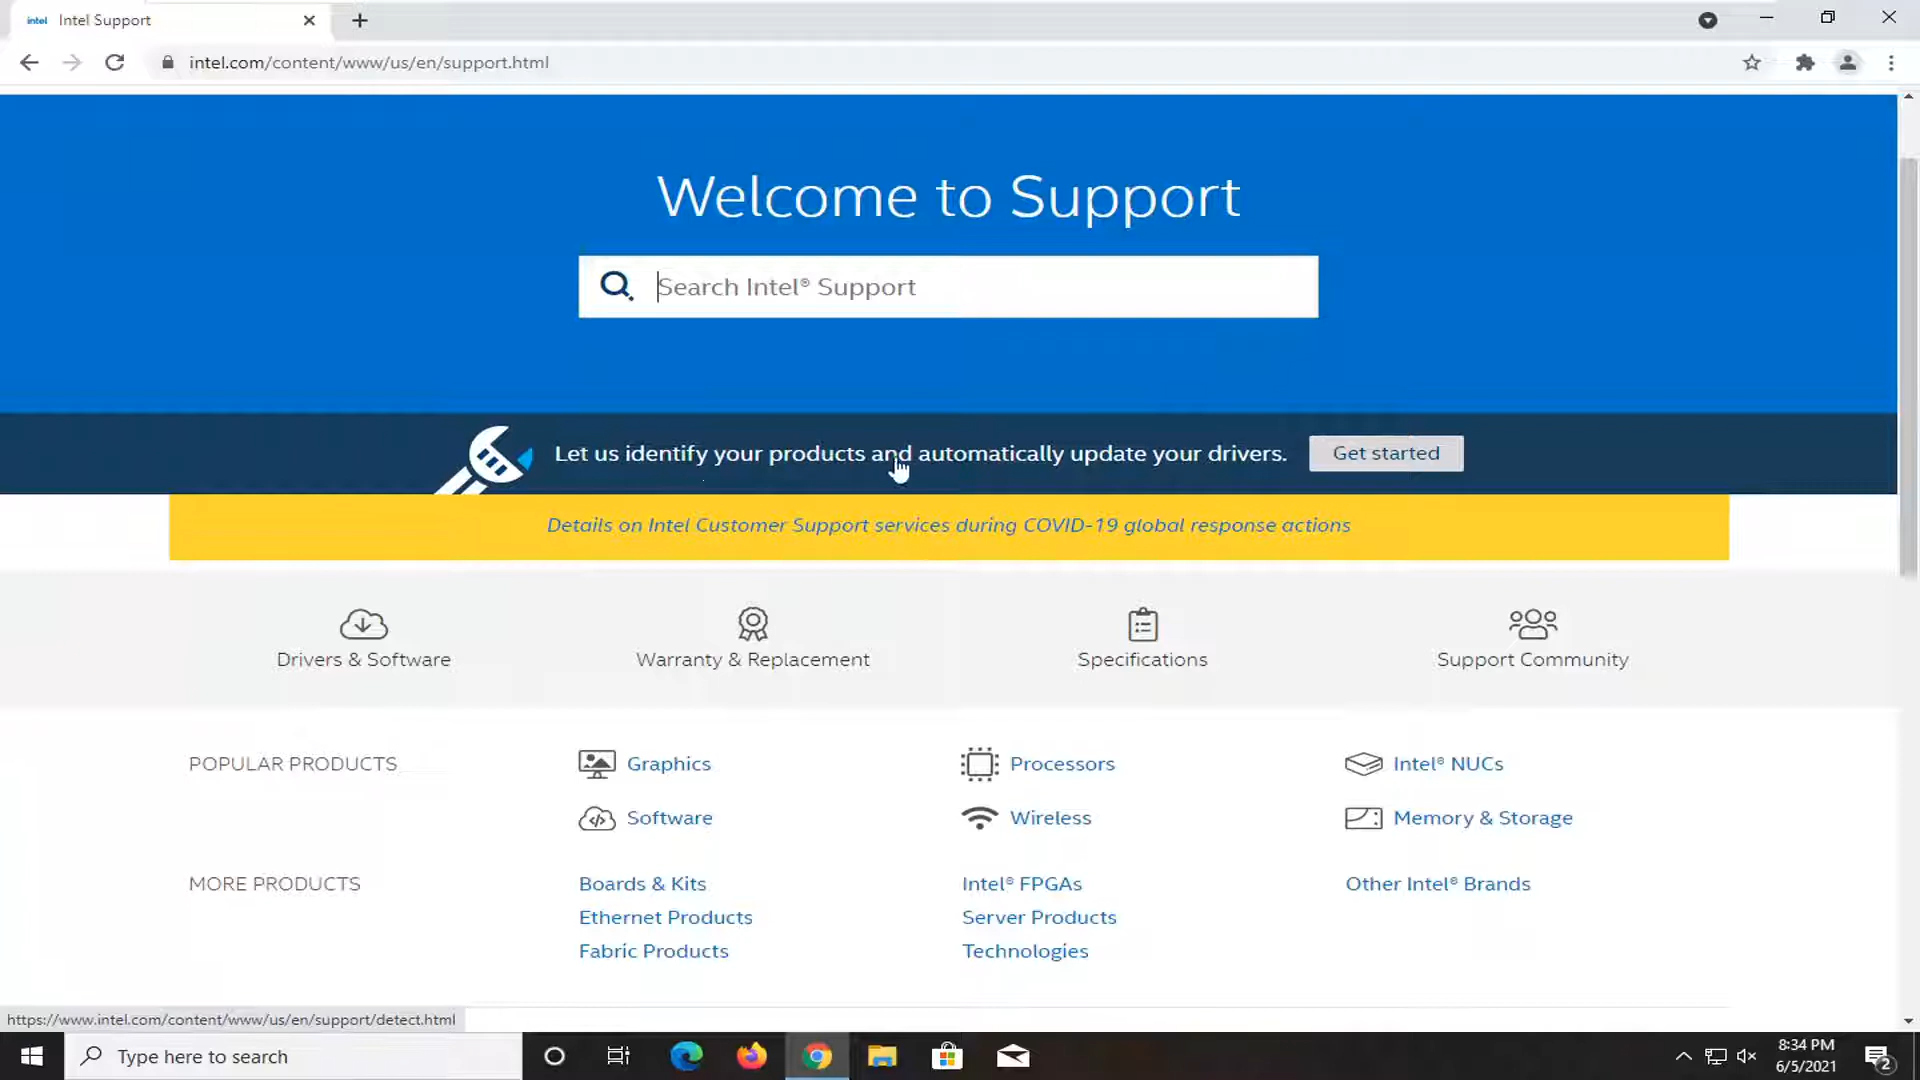 intel Intel Support
intel.com/content/www/us/en/support.html
Welcome to Support
Search Intel® Support
Let us identify your products and automatically update your drivers. Get started
Details on Intel Customer Support services during COVID-19 global response actions
Drivers & Software Warranty & Replacement Specifications Support Community
POPULAR PRODUCTS Graphics Processors Intel® NUCs
Software Wireless Memory & Storage
MORE PRODUCTS Boards & Kits Intel® FPGAs Other Intel® Brands
Ethernet Products Server Products
Fabric Products Technologies
https://www.intel.com/content/www/us/en/support/detect.html
Type here to search
8:34 PM
6/5/2021
2